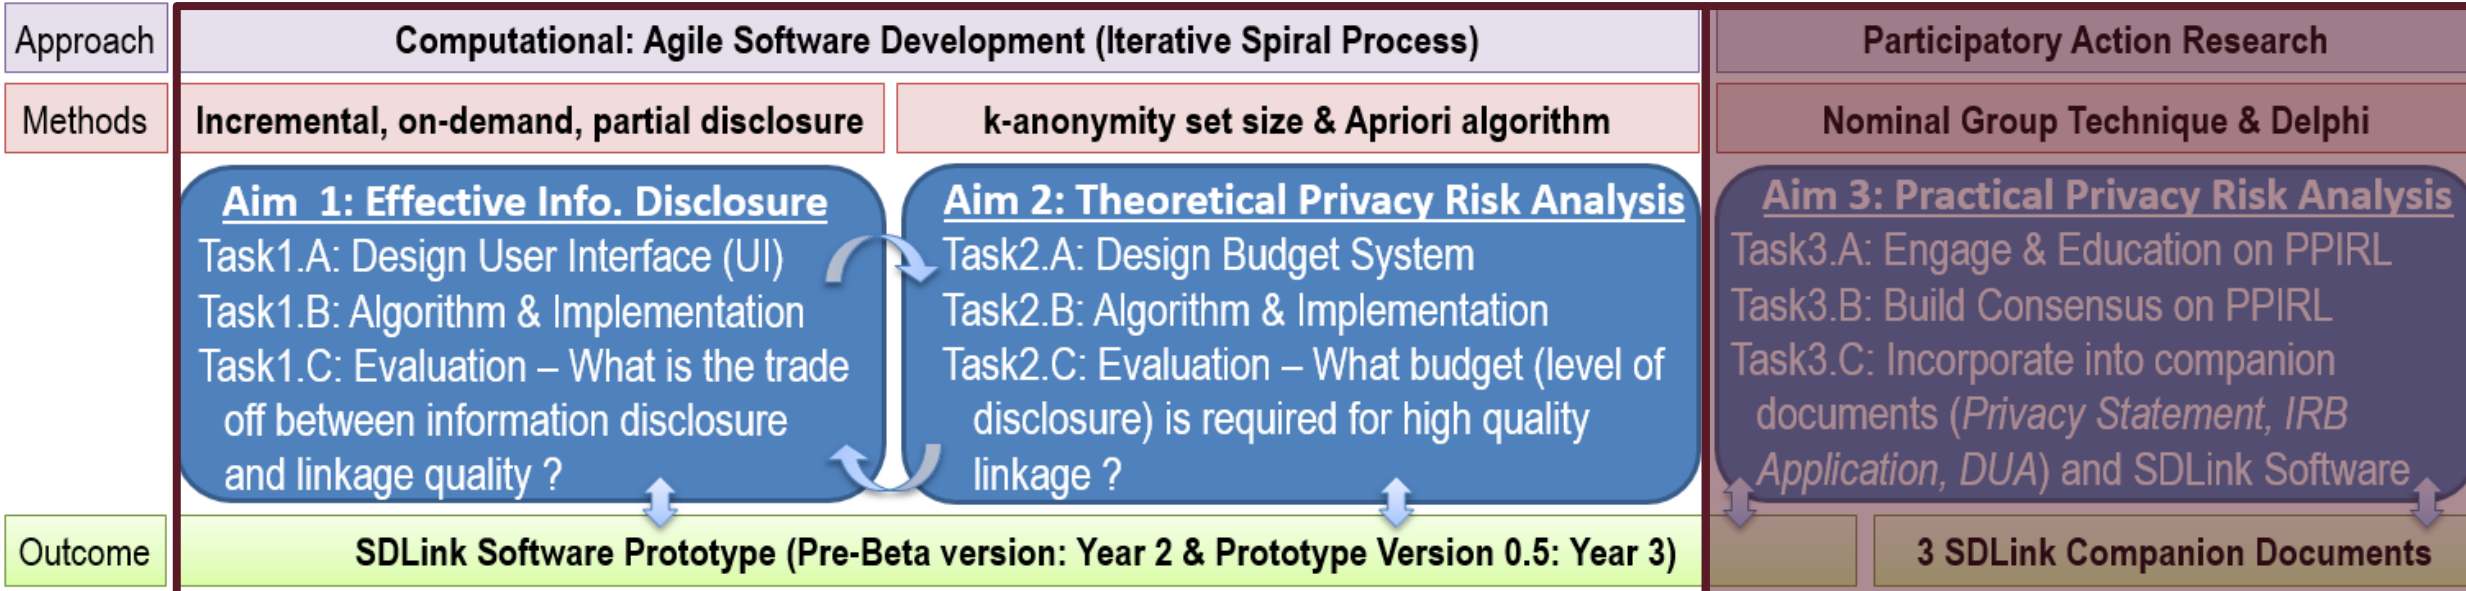 Approach
Computational: Agile Software Development (Iterative Spiral Process)
Participatory Action Research
Methods
Incremental, on-demand, partial disclosure
k-anonymity set size & Apriori algorithm
Nominal Group Technique & Delphi
Aim 1: Effective Info. Disclosure
Task1.A: Design User Interface (UI)
Task1.B: Algorithm & Implementation
Task1.C: Evaluation – What is the trade
off between information disclosure
and linkage quality ?
Aim 2: Theoretical Privacy Risk Analysis
Task2.A: Design Budget System
Task2.B: Algorithm & Implementation
Task2.C: Evaluation – What budget (level of
disclosure) is required for high quality
linkage ?
Aim 3: Practical Privacy Risk Analysis
Task3.A: Engage & Education on PPIRL
Task3.B: Build Consensus on PPIRL
Task3.C: Incorporate into companion
documents (Privacy Statement, IRB
Application, DUA) and SDLink Software
Outcome
SDLink Software Prototype (Pre-Beta version: Year 2 & Prototype Version 0.5: Year 3)
3 SDLink Companion Documents